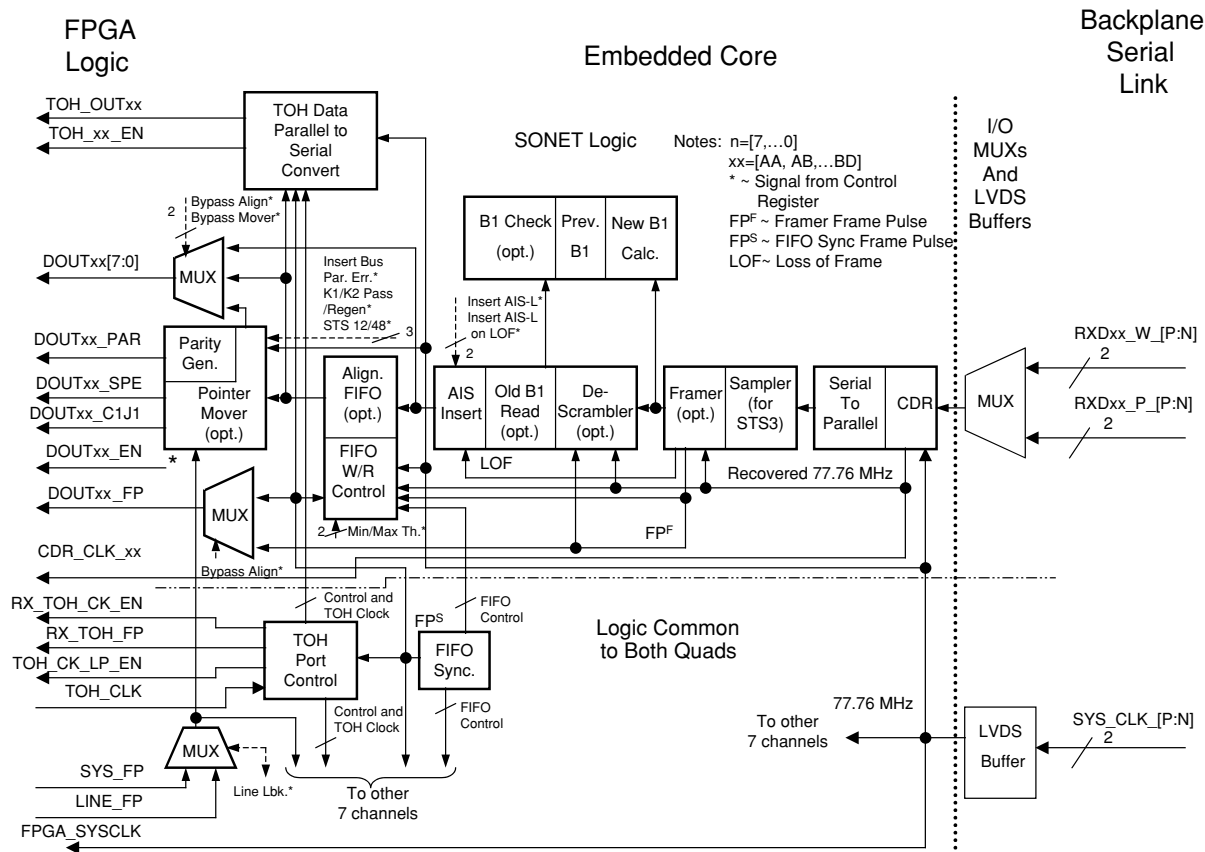 FPGA
Logic
Embedded Core
Backplane
Serial
Link
TOH_OUTxx
TOH_xx_EN
TOH Data
Parallel to
Serial
Convert
SONET Logic
Notes: n=[7,...0]
xx=[AA, AB,...BD]
* ~ Signal from Control
Register
FPF ~ Framer Frame Pulse
FPS ~ FIFO Sync Frame Pulse
LOF~ Loss of Frame
I/O
MUXs
And
LVDS
Buffers
2
Bypass Align*
Bypass Mover*
B1 Check
(opt.)
Prev.
B1
New B1
Calc.
DOUTxx[7:0]
MUX
Insert Bus
Par. Err.*
K1/K2 Pass
/Regen*
STS 12/48*
3
Insert AIS-L*
Insert AIS-L
on LOF*
2
DOUTxx_PAR
DOUTxx_SPE
DOUTxx_C1J1
DOUTxx_EN
*
Parity
Gen.
Pointer
Mover
(opt.)
Align.
FIFO
(opt.)
FIFO
W/R
Control
AIS
Insert
Old B1
Read
(opt.)
De-
Scrambler
(opt.)
Framer
(opt.)
Sampler
(for
STS3)
Serial
To
Parallel
CDR
MUX
RXDxx_W_[P:N]
2
RXDxx_P_[P:N]
2
LOF
Recovered 77.76 MHz
DOUTxx_FP
MUX
2
Min/Max Th.*
FPF
CDR_CLK_xx
Bypass Align*
RX_TOH_CK_EN
RX_TOH_FP
TOH_CK_LP_EN
TOH_CLK
Control and
TOH Clock
TOH
Port
Control
FPS
FIFO
Control
FIFO
Sync.
Logic Common
to Both Quads
Control and
TOH Clock
FIFO
Control
77.76 MHz
To other
7 channels
LVDS
Buffer
SYS_CLK_[P:N]
2
MUX
SYS_FP
LINE_FP
Line Lbk.*
To other
7 channels
FPGA_SYSCLK